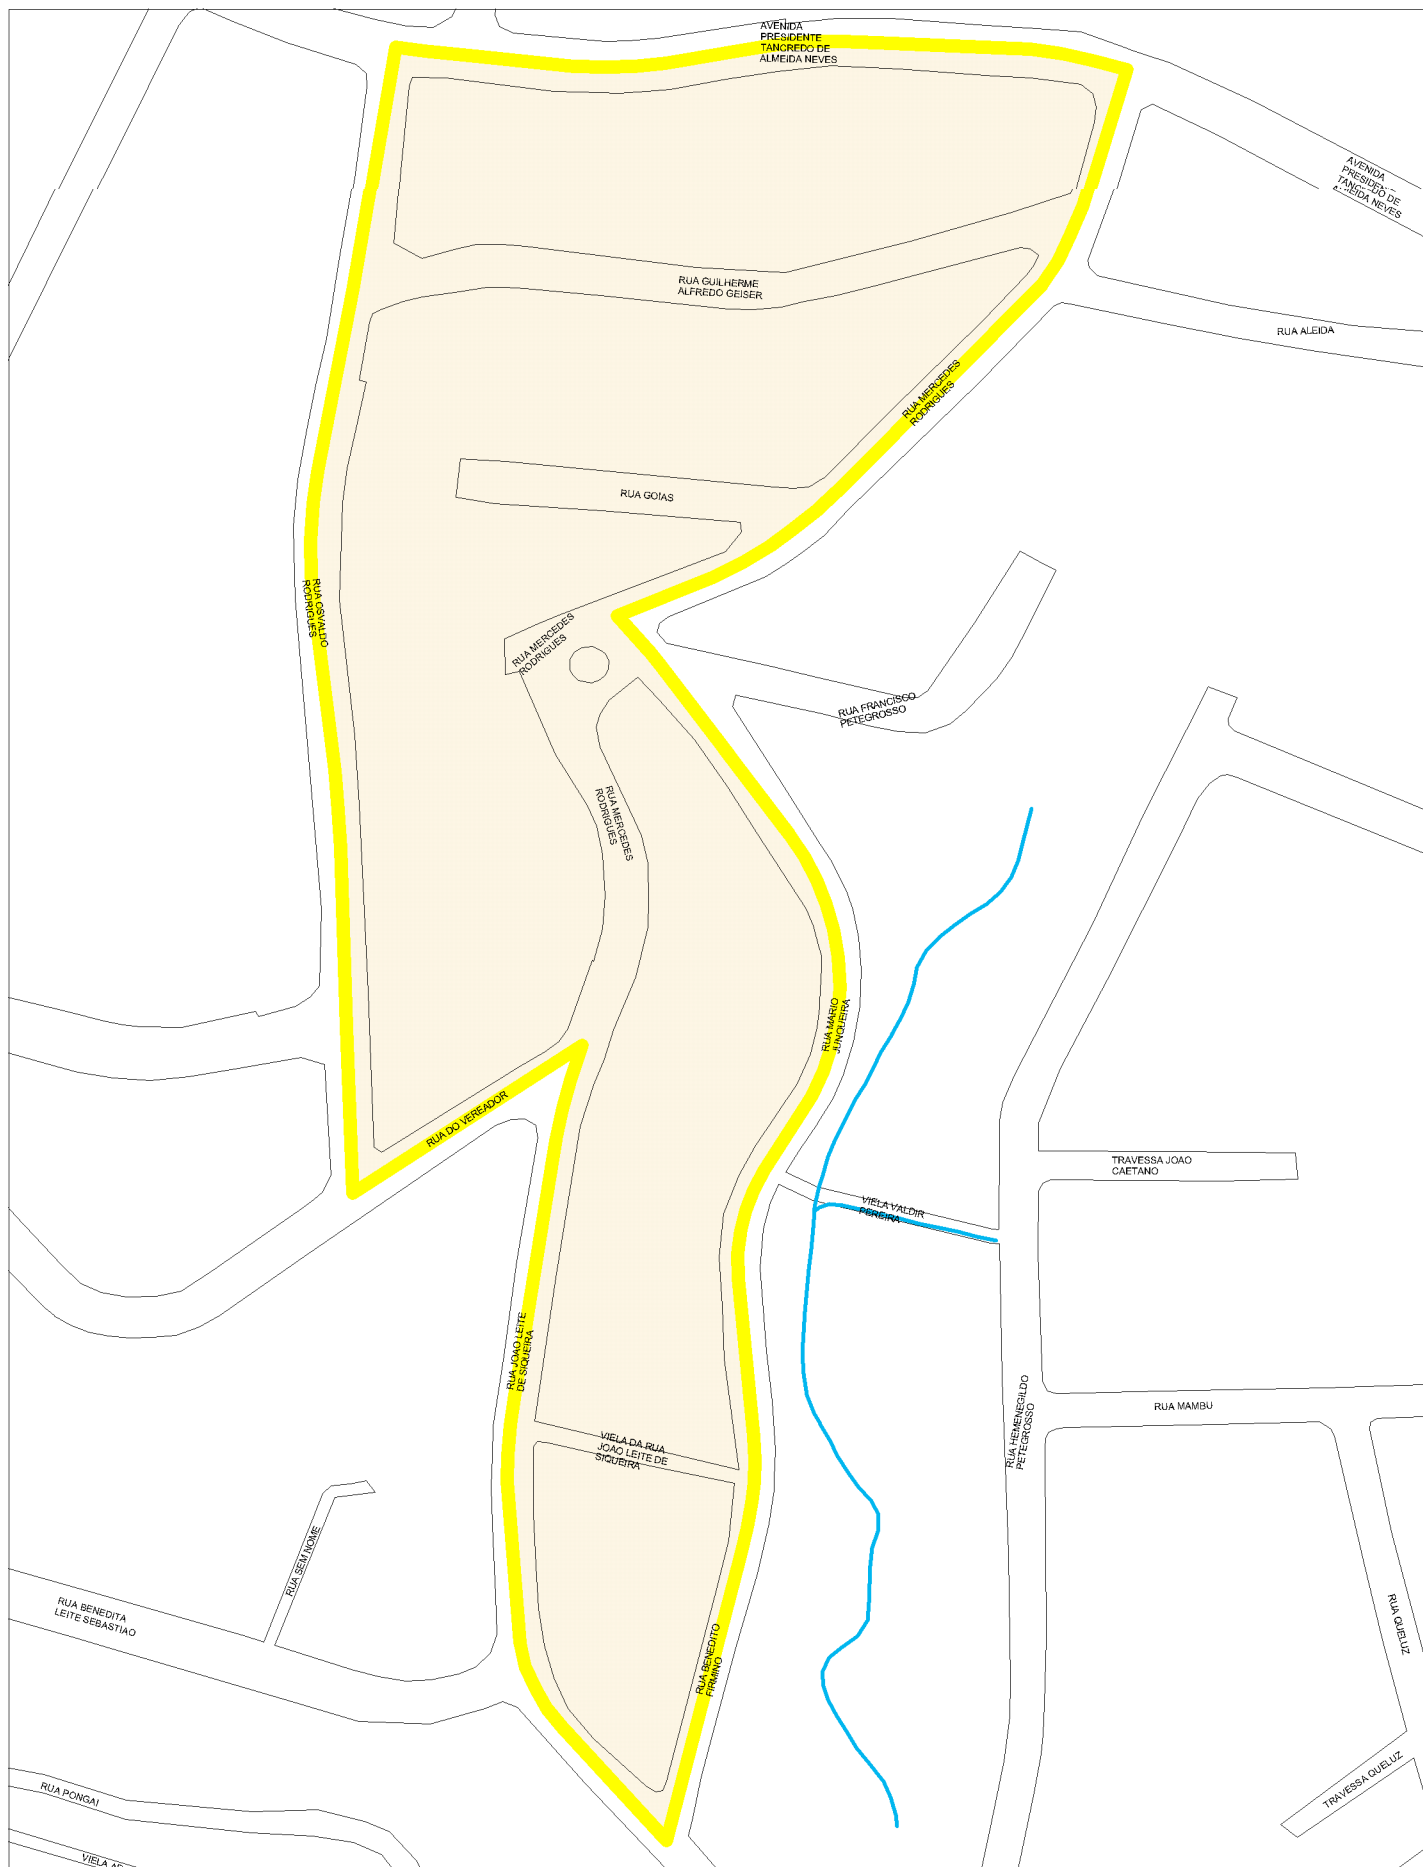 AVENIDA
PRESIDENTE
TANCREDO DE
ALMEIDA NEVES
AVENIDA
PRESIDENTE
TANCREDO DE
ALMEIDA NEVES
RUA GUILHERME
ALFREDO GEISER
RUA ALEIDA
RUA MERCEDES
RODRIGUES
RUA GOIAS
RUA OSVALDO
RODRIGUES
RUA MERCEDES
RODRIGUES
RUA FRANCISCO
PETEGROSSO
RUA MERCEDES
RODRIGUES
RUA MARIO
JUNQUEIRA
RUA DO VEREADOR
TRAVESSA JOAO
CAETANO
VIELA VALDIR
PEREIRA
RUA JOAO LEITE
DE SIQUEIRA
RUA HEMENEGILDO
PETEGROSSO
RUA MAMBU
VIELA DA RUA
JOAO LEITE DE
SIQUEIRA
RUA SEM NOME
RUA BENEDITA
LEITE SEBASTIAO
RUA QUELUZ
RUA BENEDITO
FIRMINO
TRAVESSA QUELUZ
RUA PONGAI
VIELA